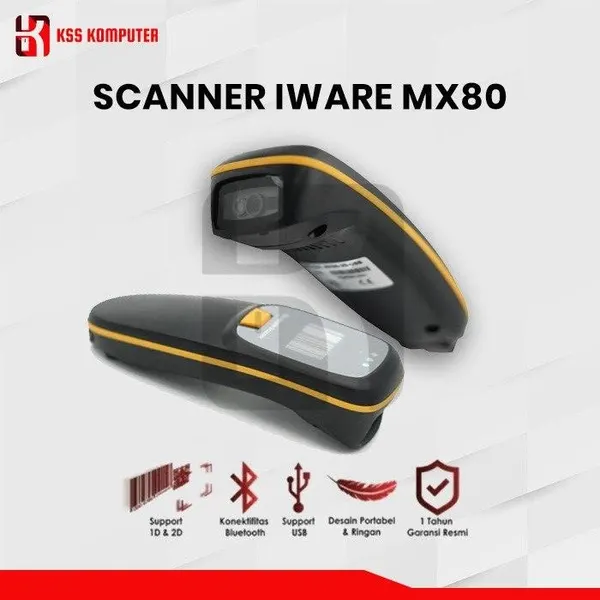 KSS KOMPUTER
SCANNER IWARE MX80
Support
1D & 2D
Konektifitas
Bluetooth
Support
USB
Desain Portabel
& Ringan
1 Tahun
Garansi Resmi